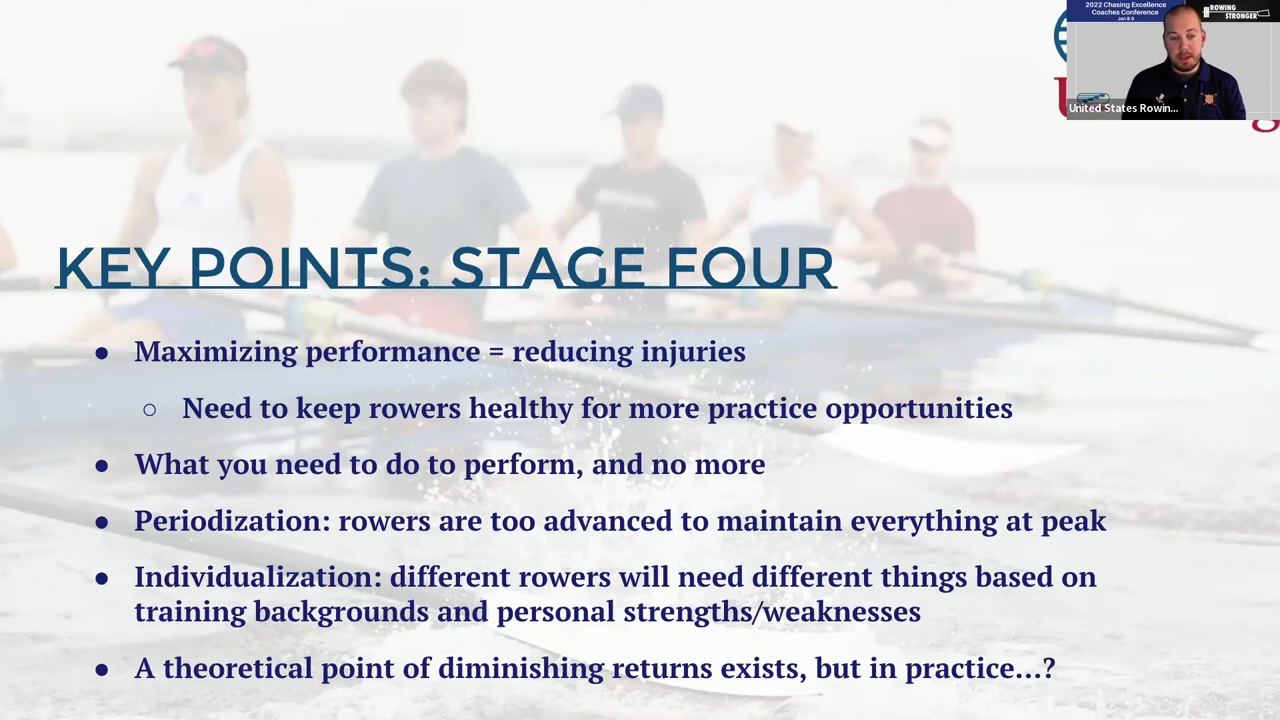 2022 Chasing Excellence
Coaches Conference
Jan 8-9
ROWING
STRONGER
United States Rowin...
KEY POINTS: STAGE FOUR
● Maximizing performance = reducing injuries
○ Need to keep rowers healthy for more practice opportunities
● What you need to do to perform, and no more
● Periodization: rowers are too advanced to maintain everything at peak
● Individualization: different rowers will need different things based on
training backgrounds and personal strengths/weaknesses
● A theoretical point of diminishing returns exists, but in practice...?